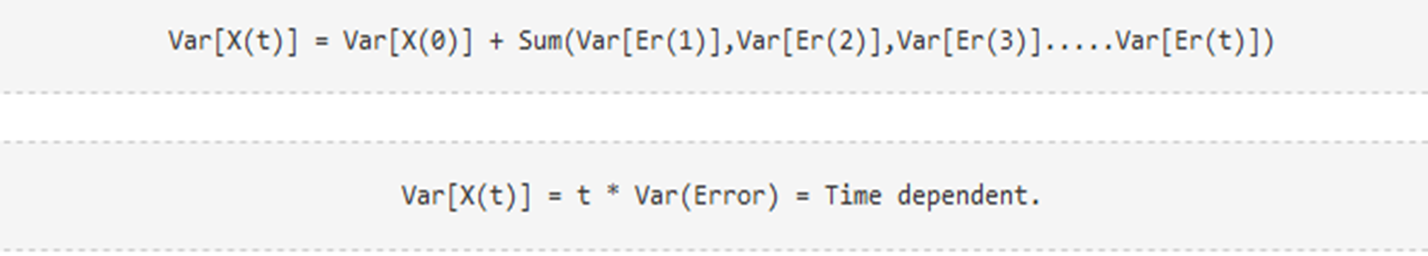 Var[X(t)] = Var[X(0)] + Sum(Var[Er(1)],Var[Er(2)],Var[Er(3)].....Var[Er(t)])
Var[X(t)] = t * Var(Error) = Time dependent.